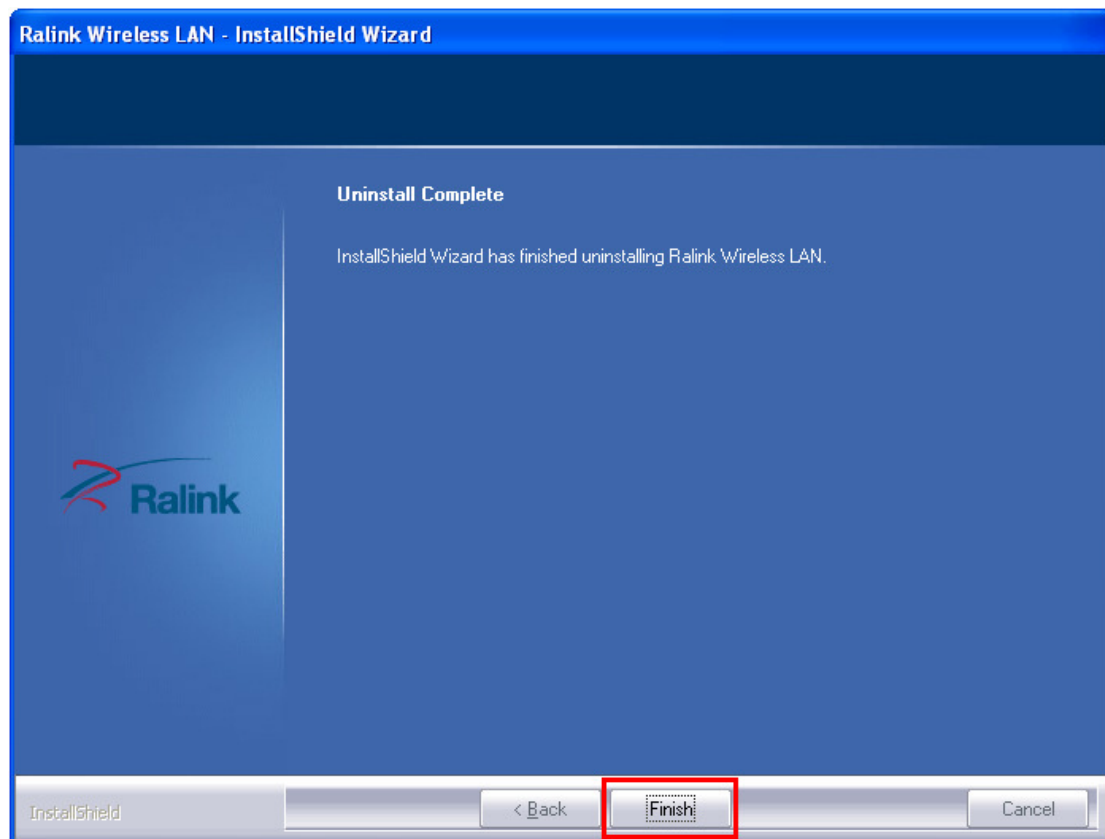 Ralink Wireless LAN - InstallShield Wizard
Uninstall Complete
InstallShield Wizard has finished uninstalling Ralink Wireless LAN.
Ralink
InstallShield
< Back
Finish
Cancel